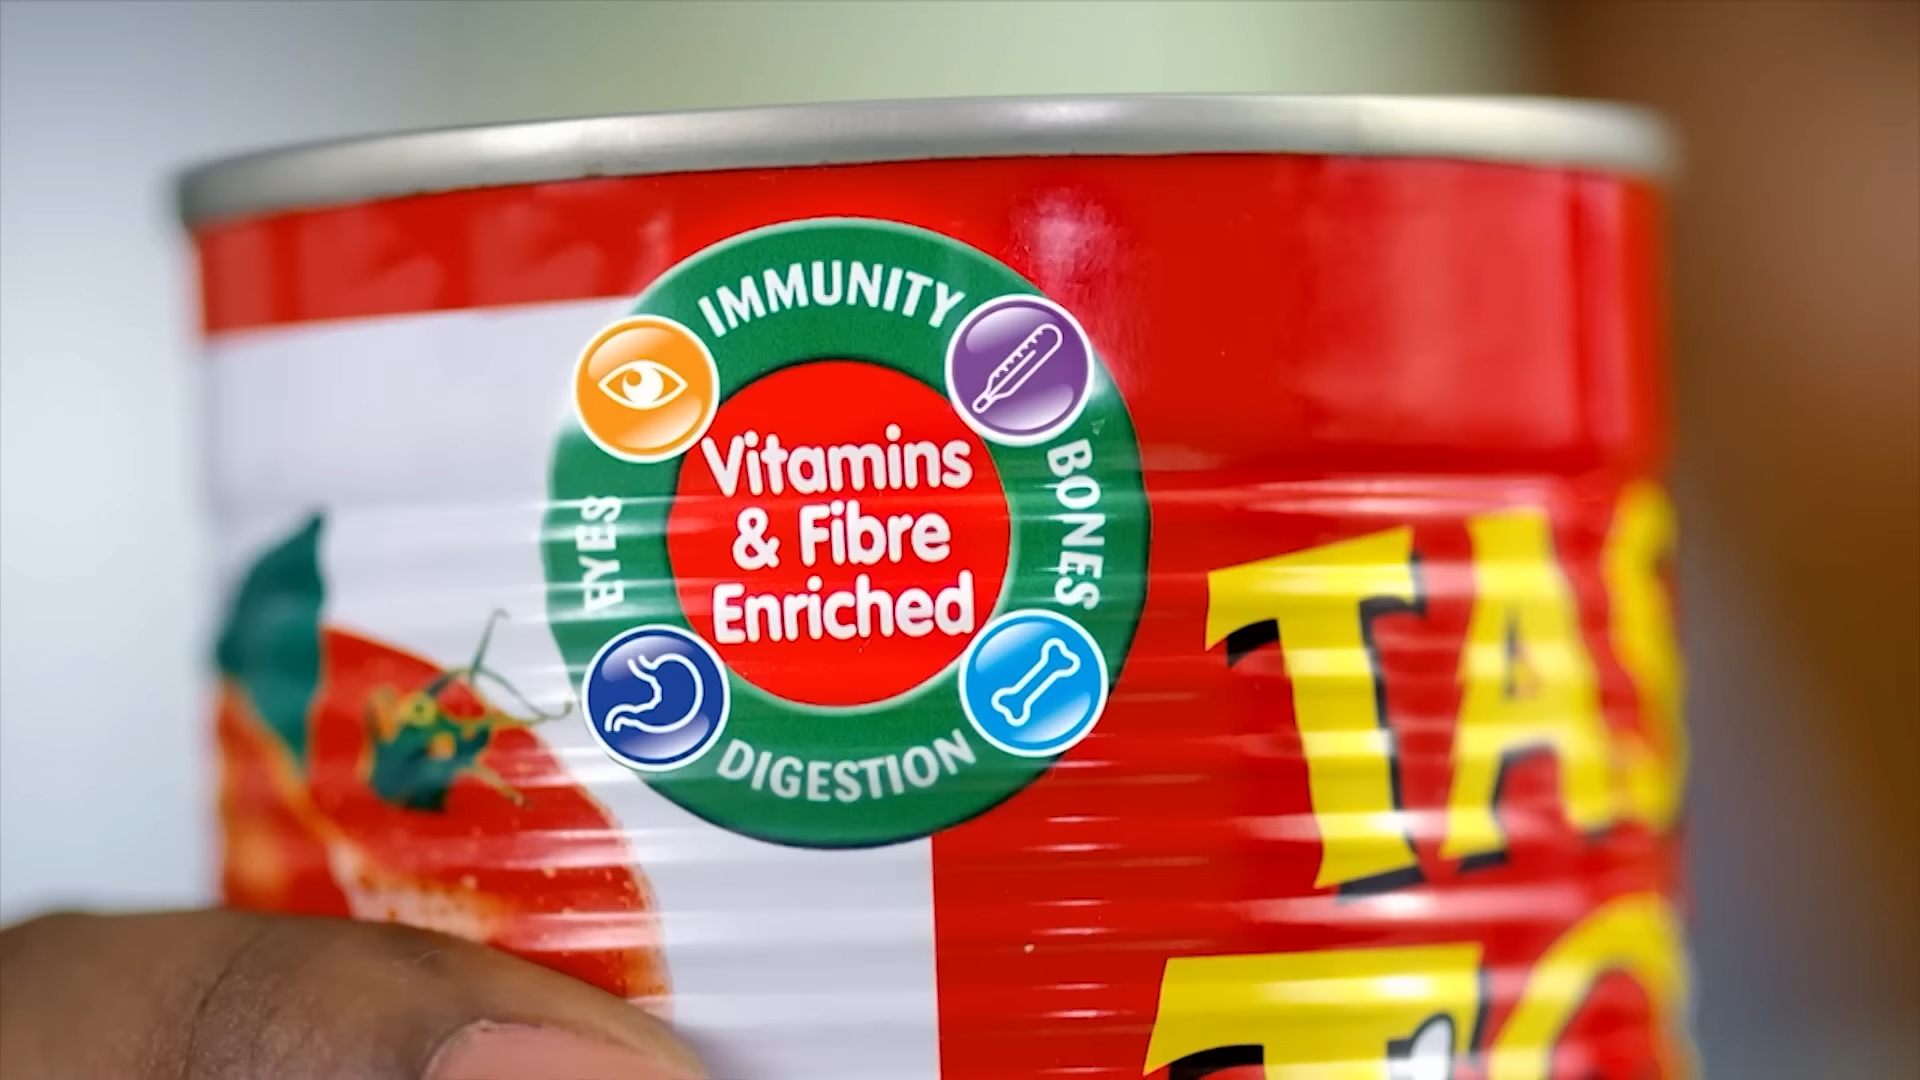 IMMUNITY
EYES
BONES
Vitamins
& Fibre
Enriched
DIGESTION